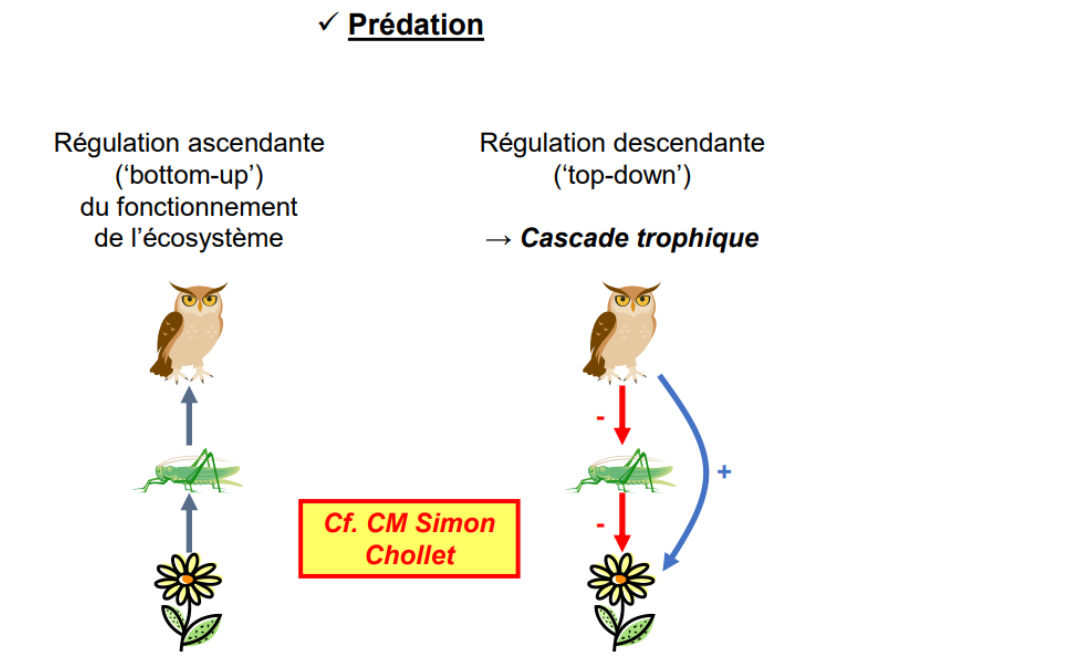 ✓ Prédation
Régulation ascendante
(‘bottom-up’)
du fonctionnement
de l’écosystème
Régulation descendante
(‘top-down’)
→ Cascade trophique
-
+
-
Cf. CM Simon
Chollet